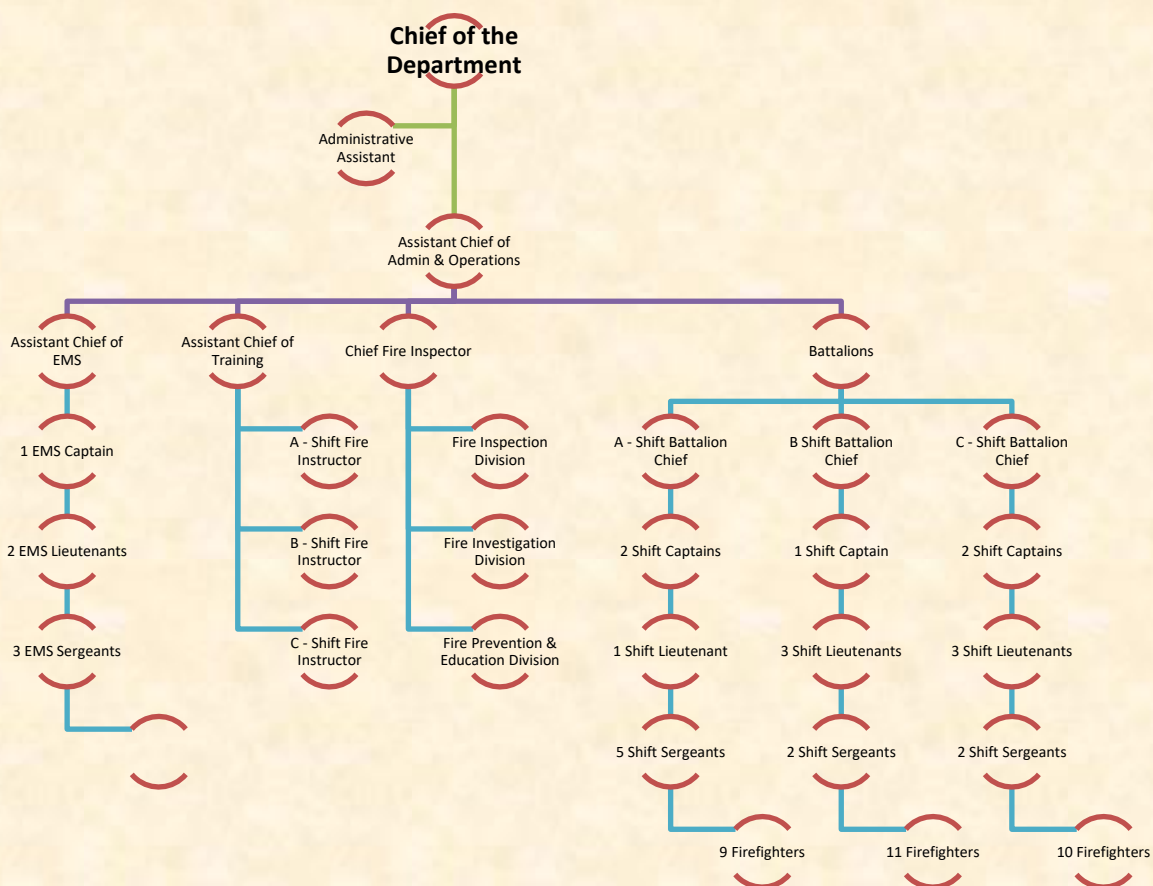 Chief of the
Department
Administrative
Assistant
Assistant Chief of
Admin & Operations
Assistant Chief of
EMS
Assistant Chief of
Training
Chief Fire Inspector
Battalions
1 EMS Captain
A - Shift Fire
Instructor
Fire Inspection
Division
A - Shift Battalion
Chief
B Shift Battalion
Chief
C - Shift Battalion
Chief
2 EMS Lieutenants
B - Shift Fire
Instructor
Fire Investigation
Division
2 Shift Captains
1 Shift Captain
2 Shift Captains
3 EMS Sergeants
C - Shift Fire
Instructor
Fire Prevention &
Education Division
1 Shift Lieutenant
3 Shift Lieutenants
3 Shift Lieutenants
5 Shift Sergeants
2 Shift Sergeants
2 Shift Sergeants
9 Firefighters
11 Firefighters
10 Firefighters